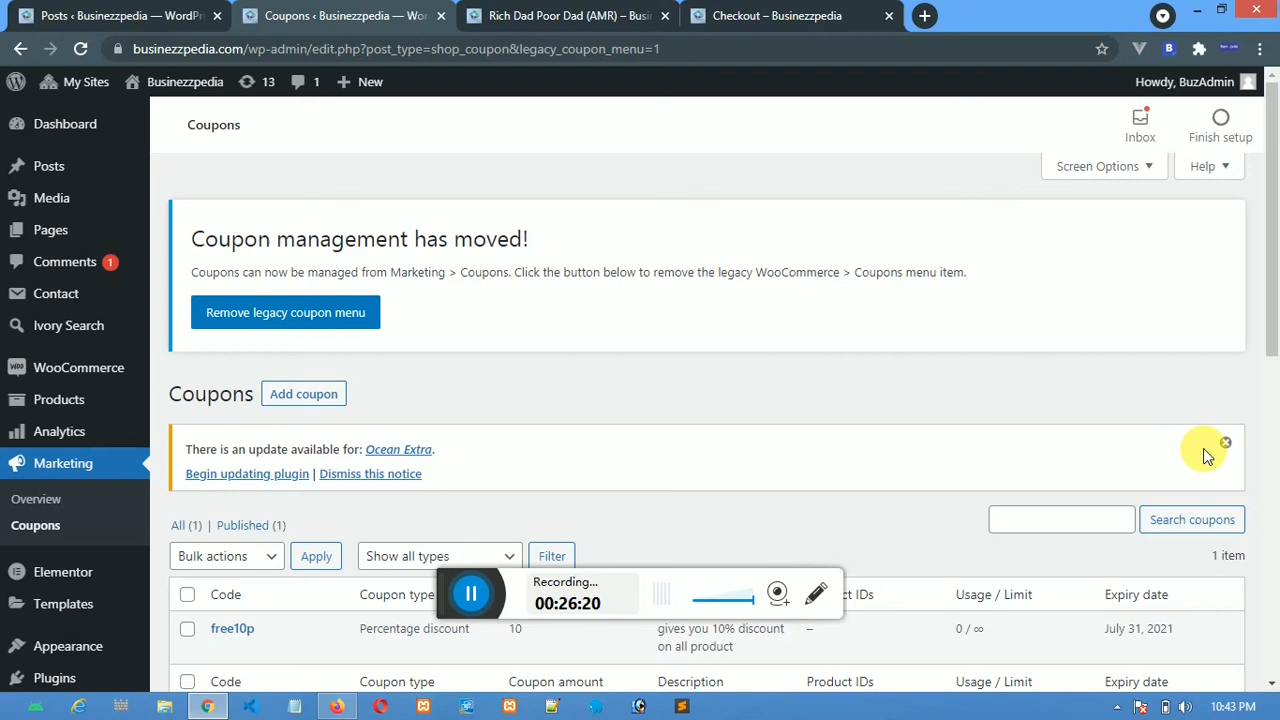 Posts ‹ Businezzpedia — WordPr
Coupons ‹ Businezzpedia — Wo
Rich Dad Poor Dad (AMR) – Busi
Checkout – Businezzpedia
businezzpedia.com/wp-admin/edit.php?post_type=shop_coupon&legacy_coupon_menu=1
My Sites
Businezzpedia
13
1
New
Howdy, BuzAdmin
Dashboard
Posts
Media
Pages
Comments 1
Contact
Ivory Search
WooCommerce
Products
Analytics
Marketing
Overview
Coupons
Elementor
Templates
Appearance
Plugins
Coupons
Inbox
Finish setup
Screen Options
Help
Coupon management has moved!
Coupons can now be managed from Marketing > Coupons. Click the button below to remove the legacy WooCommerce > Coupons menu item.
Remove legacy coupon menu
Coupons
Add coupon
There is an update available for: Ocean Extra.
Begin updating plugin | Dismiss this notice
All (1) | Published (1)
Search coupons
Bulk actions
Apply
Show all types
Filter
1 item
Recording...
00:26:20
Code
Coupon type
Product IDs
Usage / Limit
Expiry date
free10p
Percentage discount
10
gives you 10% discount
on all product
–
0 / ∞
July 31, 2021
Code
Coupon type
Coupon amount
Description
Product IDs
Usage / Limit
Expiry date
10:43 PM